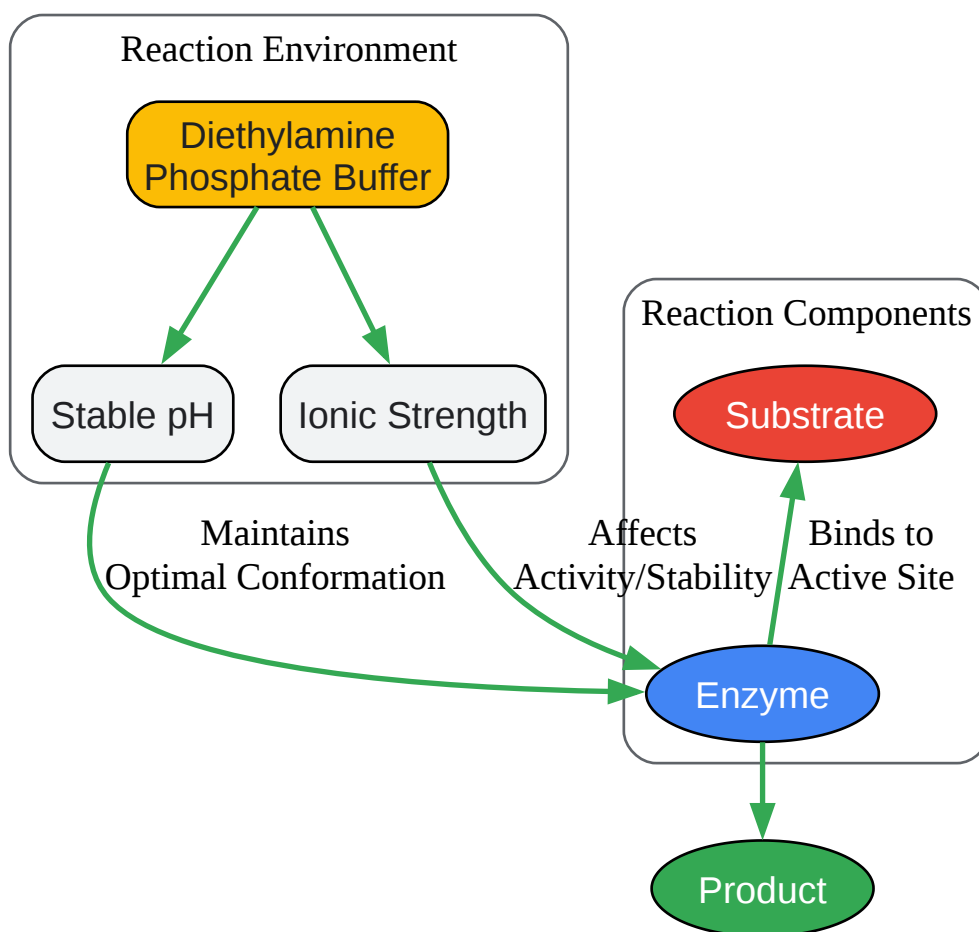 Reaction Environment
Diethylamine
Phosphate Buffer
Stable pH
Ionic Strength
Reaction Components
Substrate
Maintains
Optimal Conformation
Affects
Activity/Stability
Binds to
Active Site
Enzyme
Product